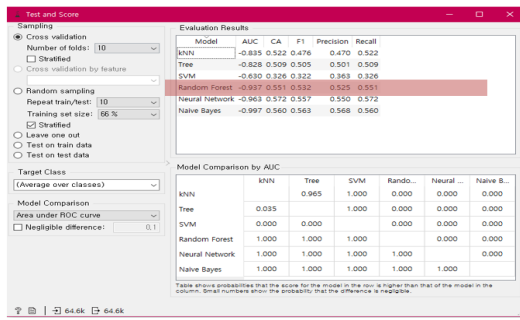 Test and Score
Sampling
Cross validation
Number of folds: 10
Stratified
Cross validation by feature
Random sampling
Repeat train/test: 10
Training set size: 66 %
Stratified
Leave one out
Test on train data
Test on test data
Target Class
(Average over classes)
Model Comparison
Area under ROC curve
Negligible difference: 0.1
Evaluation Results
Model AUC CA F1 Precision Recall
kNN -0.835 0.522 0.476 0.470 0.522
Tree -0.828 0.509 0.505 0.501 0.509
SVM -0.630 0.326 0.322 0.363 0.326
Random Forest -0.937 0.551 0.532 0.525 0.551
Neural Network -0.963 0.572 0.557 0.550 0.572
Naive Bayes -0.997 0.560 0.563 0.568 0.560
Model Comparison by AUC
kNN Tree SVM Rando... Neural ... Naive B...
kNN 0.965 1.000 0.000 0.000 0.000
Tree 0.035 1.000 0.000 0.000 0.000
SVM 0.000 0.000 0.000 0.000 0.000
Random Forest 1.000 1.000 1.000 0.000 0.000
Neural Network 1.000 1.000 1.000 1.000 0.000
Naive Bayes 1.000 1.000 1.000 1.000 1.000
Table shows probabilities that the score for the model in the row is higher than that of the model in the
column. Small numbers show the probability that the difference is negligible.
64.6k 64.6k